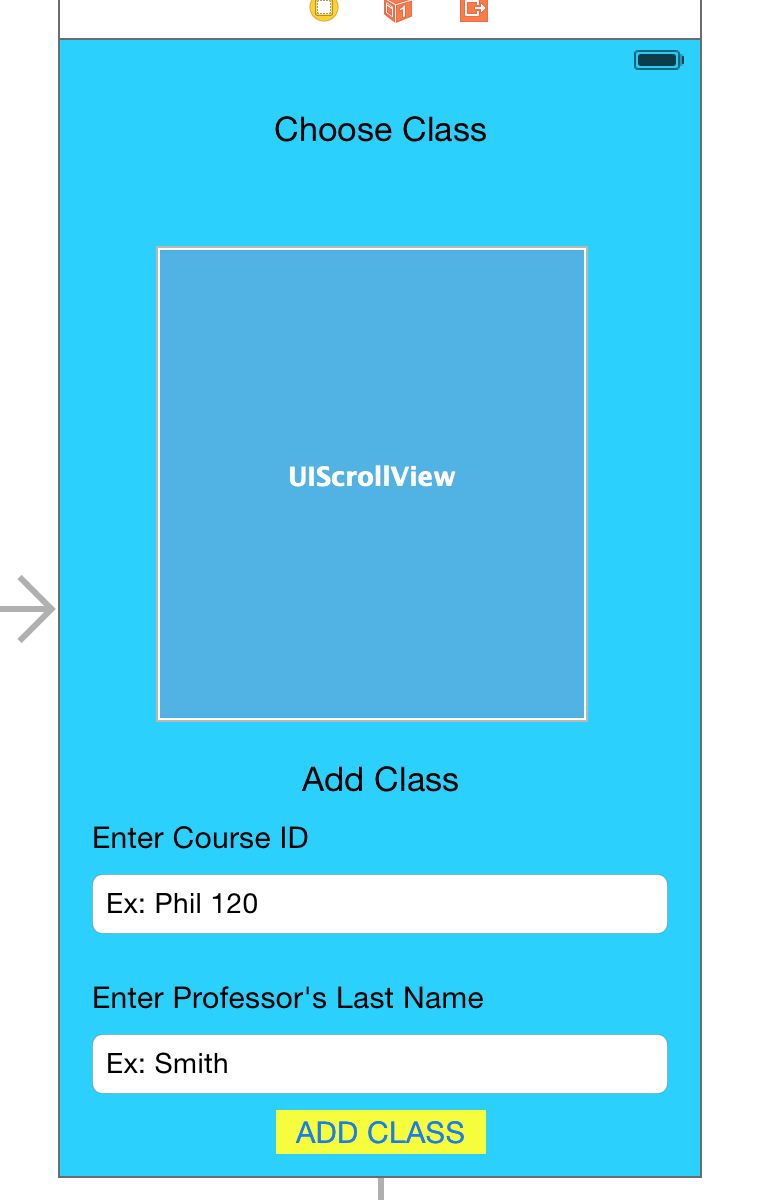 1
Choose Class
UIScrollView
Add Class
Enter Course ID
Ex: Phil 120
Enter Professor's Last Name
Ex: Smith
ADD CLASS